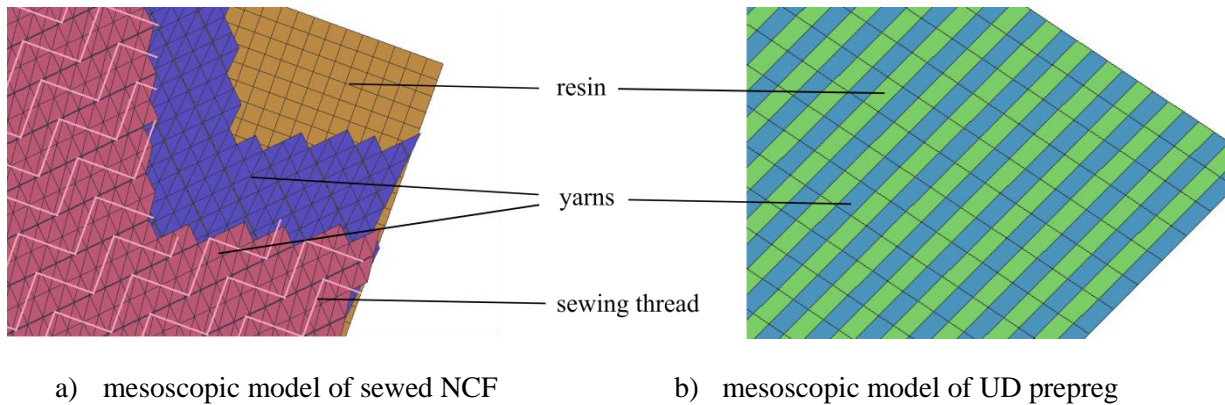 resin
yarns
sewing thread
a) mesoscopic model of sewed NCF
b) mesoscopic model of UD prepreg